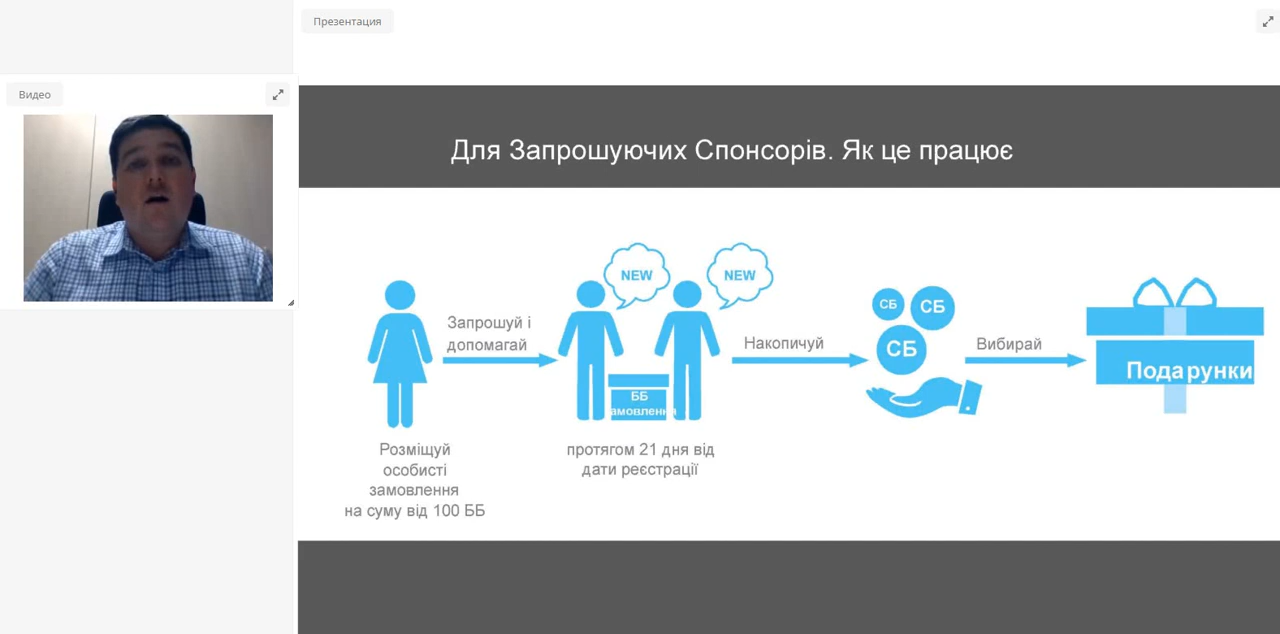 Презентация
Видео
Для Запрошуючих Спонсорів. Як це працює
NEW
NEW
Запрошуй і
допомагай
Накопичуй
СБ
СБ
СБ
Вибирай
Подарунки
ББ
амовлення
Розміщуй
особисті
замовлення
на суму від 100 ББ
протягом 21 дня від
дати реєстрації